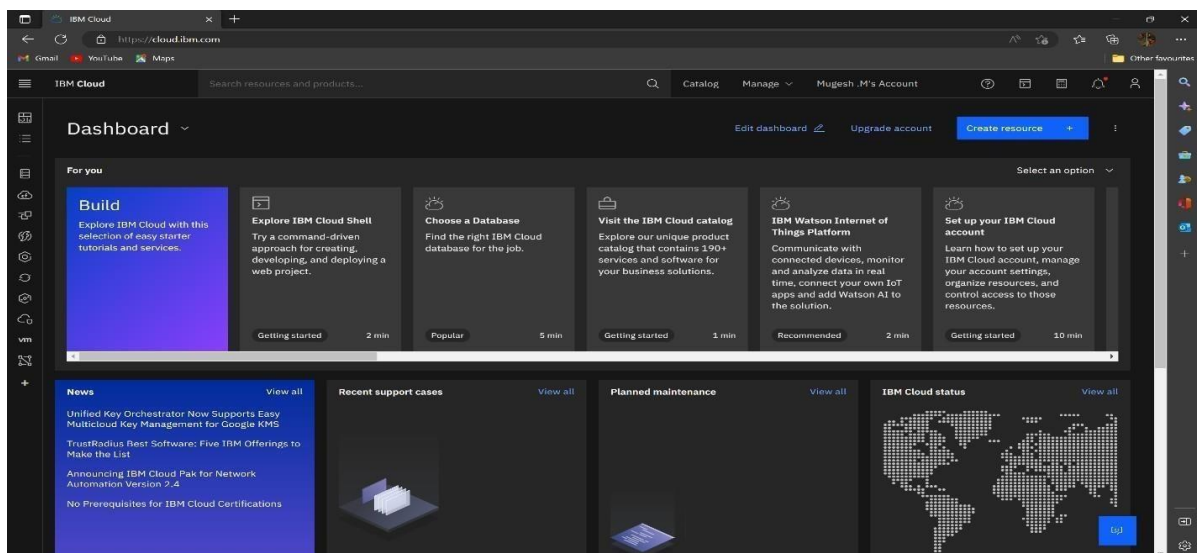 IBM Cloud
https://cloud.ibm.com
Gmail YouTube Maps Other favourites
IBM Cloud Search resources and products... Catalog Manage Mugesh .M's Account
Dashboard Edit dashboard Upgrade account Create resource +
For you Select an option
Build
Explore IBM Cloud with this
selection of easy starter
tutorials and services.
Explore IBM Cloud Shell
Try a command-driven
approach for creating,
developing, and deploying a
web project.
Getting started 2 min
Choose a Database
Find the right IBM Cloud
database for the job.
Popular 5 min
Visit the IBM Cloud catalog
Explore our unique product
catalog that contains 190+
services and software for
your business solutions.
Getting started 1 min
IBM Watson Internet of
Things Platform
Communicate with
connected devices, monitor
and analyze data in real
time, connect your own IoT
apps and add Watson AI to
the solution.
Recommended 2 min
Set up your IBM Cloud
account
Learn how to set up your
IBM Cloud account, manage
your account settings,
organize resources, and
control access to those
resources.
Getting started 10 min
vm
News View all
Unified Key Orchestrator Now Supports Easy
Multicloud Key Management for Google KMS
TrustRadius Best Software: Five IBM Offerings to
Make the List
Announcing IBM Cloud Pak for Network
Automation Version 2.4
No Prerequisites for IBM Cloud Certifications
Recent support cases View all
Planned maintenance View all
IBM Cloud status View all